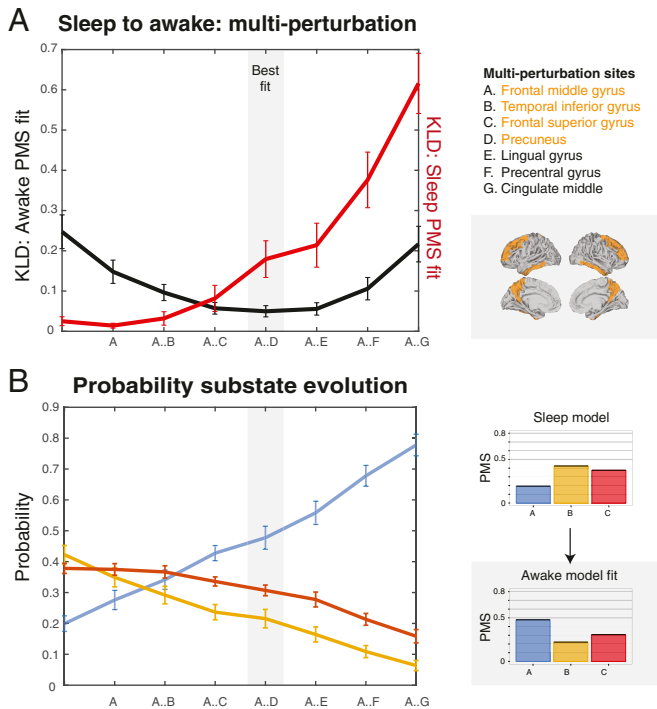 A
Sleep to awake: multi-perturbation
0.7
0.6
0.5
0.4
0.3
0.2
0.1
0
KLD: Awake PMS fit
KLD: Sleep PMS fit
Best
fit
A
A..B
A..C
A..D
A..E
A..F
A..G
Multi-perturbation sites
A. Frontal middle gyrus
B. Temporal inferior gyrus
C. Frontal superior gyrus
D. Precuneus
E. Lingual gyrus
F. Precentral gyrus
G. Cingulate middle
B
Probability substate evolution
0.9
0.8
0.7
0.6
0.5
0.4
0.3
0.2
0.1
0
Probability
A
A..B
A..C
A..D
A..E
A..F
A..G
Sleep model
0.8
0.5
0
PMS
A
B
C
Awake model fit
0.8
0.5
0
PMS
A
B
C